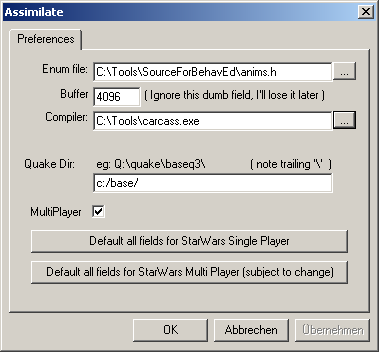 Assimilate
Preferences
Enum file: C:\Tools\SourceForBehavEd\anims.h ...
Buffer 4096 ( Ignore this dumb field, I'll lose it later )
Compiler: C:\Tools\carcass.exe ...
Quake Dir: eg: Q:\quake\baseq3\ ( note trailing '\' )
c:/base/
MultiPlayer
Default all fields for StarWars Single Player
Default all fields for StarWars Multi Player (subject to change)
OK Abbrechen Übernehmen